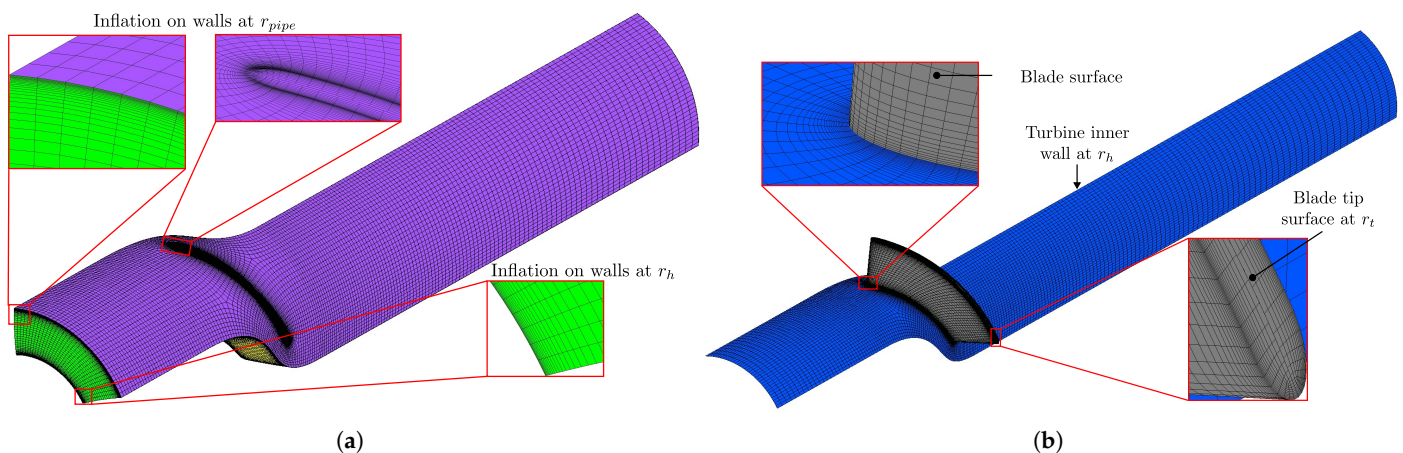 Inflation on walls at r_pipe
Inflation on walls at r_h
(a)
Blade surface
Turbine inner
wall at r_h
Blade tip
surface at r_t
(b)